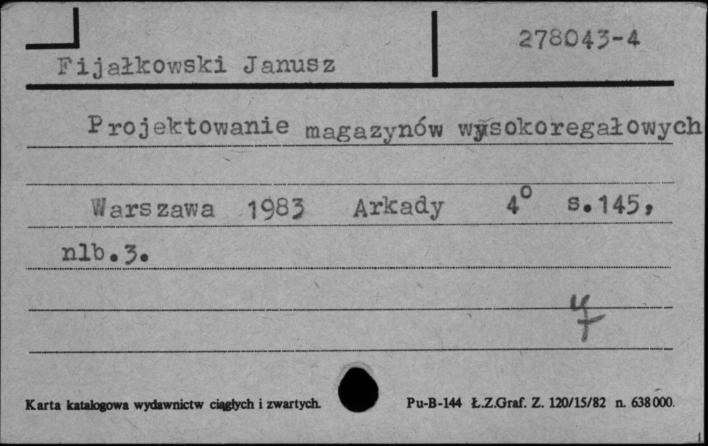 278043-4
Fijałkowski Janusz
Projektowanie magazynów wysokoregałowych
Warszawa 1983 Arkady 4° s.145,
nlb.3.
Karta katalogowa wydawnictw ciągłych i zwartych. Pu-B-144 Ł.Z.Graf. Z. 120/15/82 n. 638000.